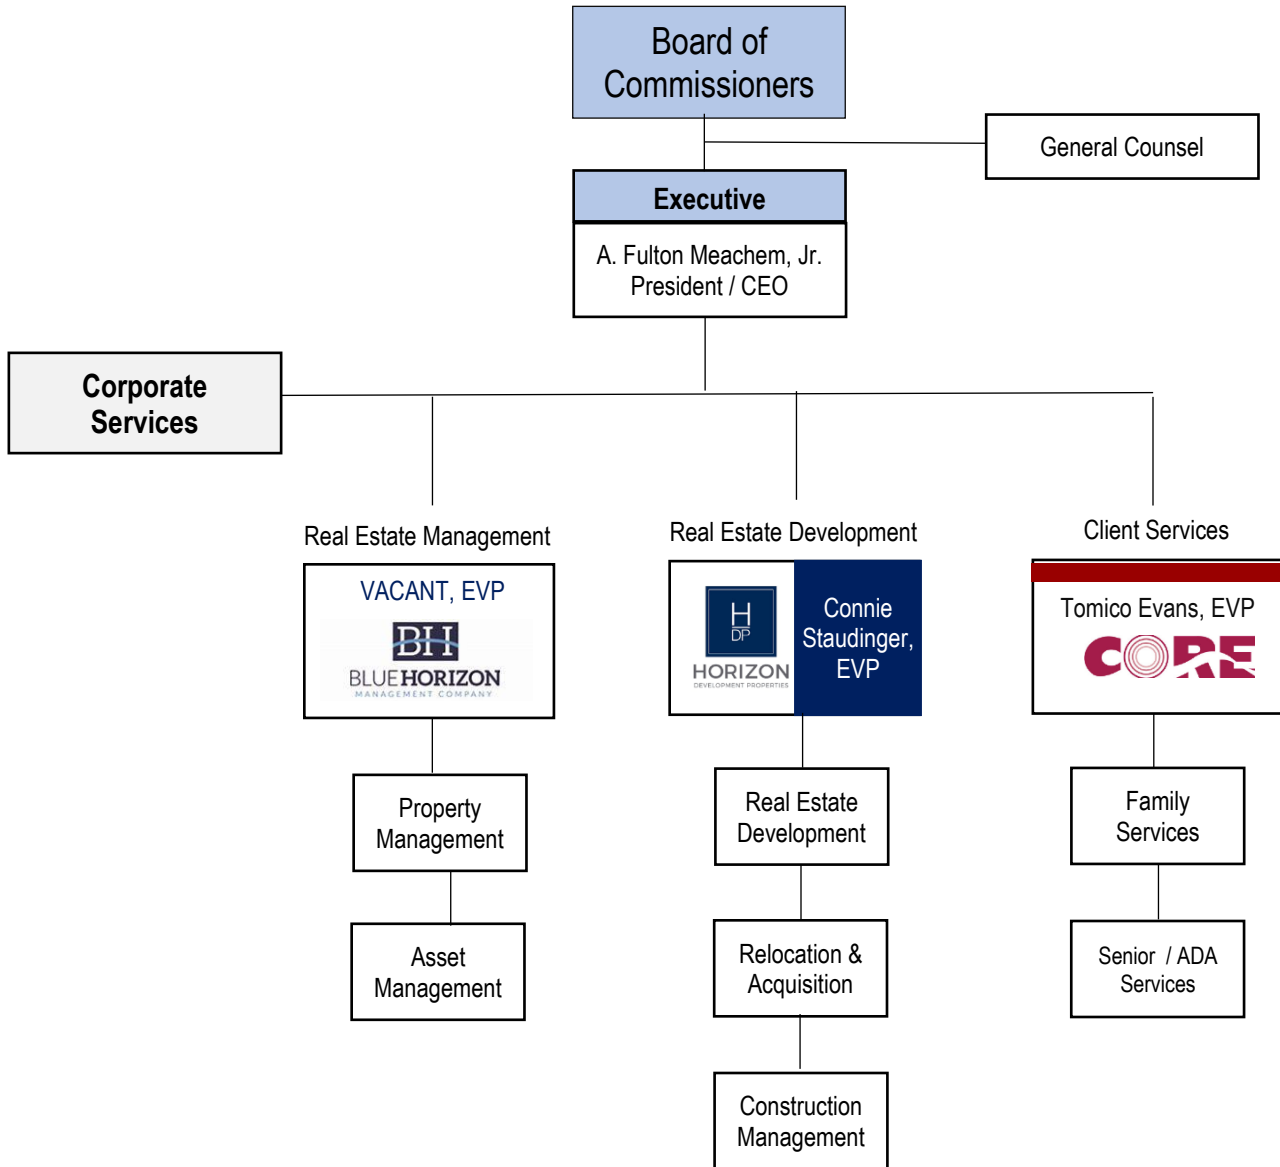 Board of
Commissioners
General Counsel
Executive
A. Fulton Meachem, Jr.
President / CEO
Corporate
Services
Real Estate Management
VACANT, EVP
BH
BLUEHORIZON
MANAGEMENT COMPANY
Real Estate Development
H
DP
HORIZON
DEVELOPMENT PROPERTIES
Connie
Staudinger,
EVP
Client Services
Tomico Evans, EVP
CORE
Property
Management
Asset
Management
Real Estate
Development
Relocation &
Acquisition
Construction
Management
Family
Services
Senior / ADA
Services